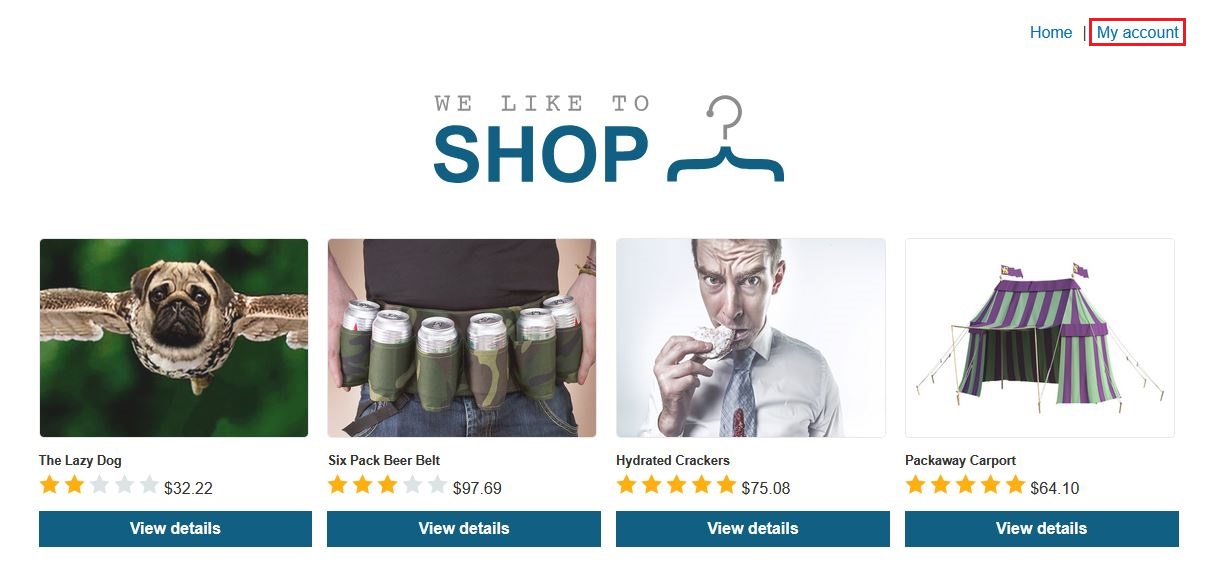 Home | My account
WE LIKE TO
SHOP
The Lazy Dog
$32.22
View details
Six Pack Beer Belt
$97.69
View details
Hydrated Crackers
$75.08
View details
Packaway Carport
$64.10
View details